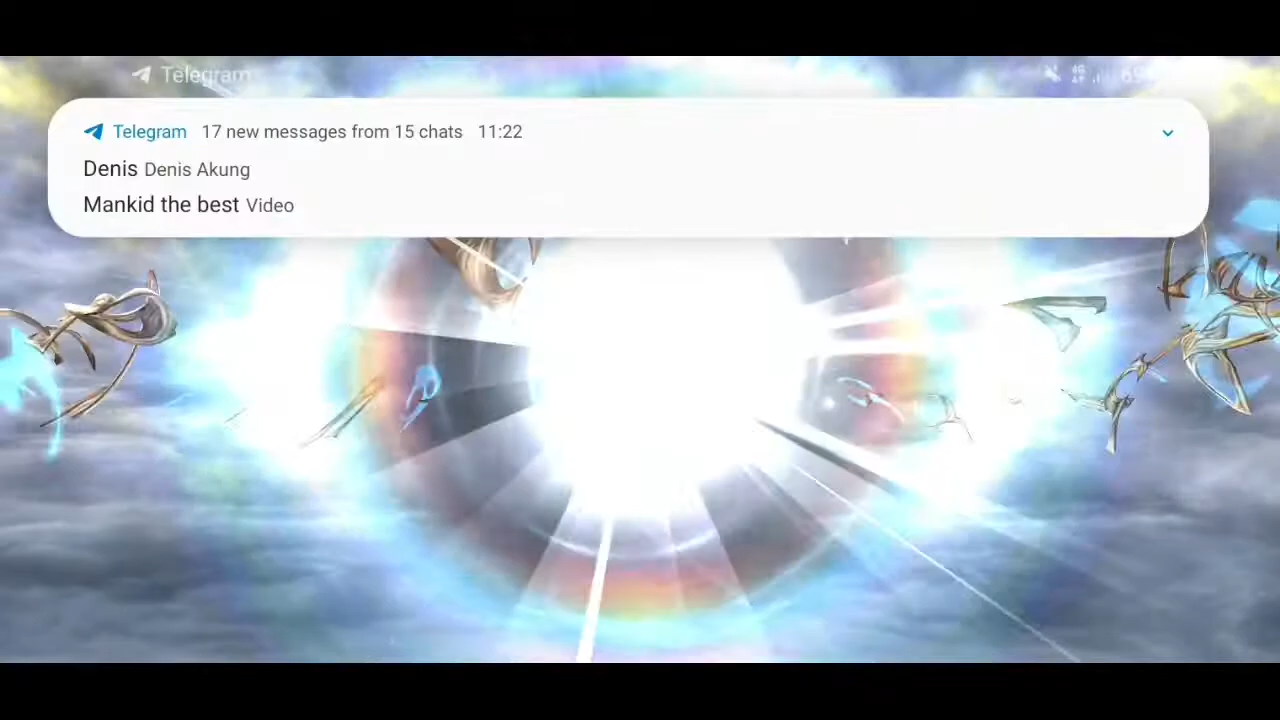 Telegram
Telegram 17 new messages from 15 chats 11:22
Denis Denis Akung
Mankid the best Video